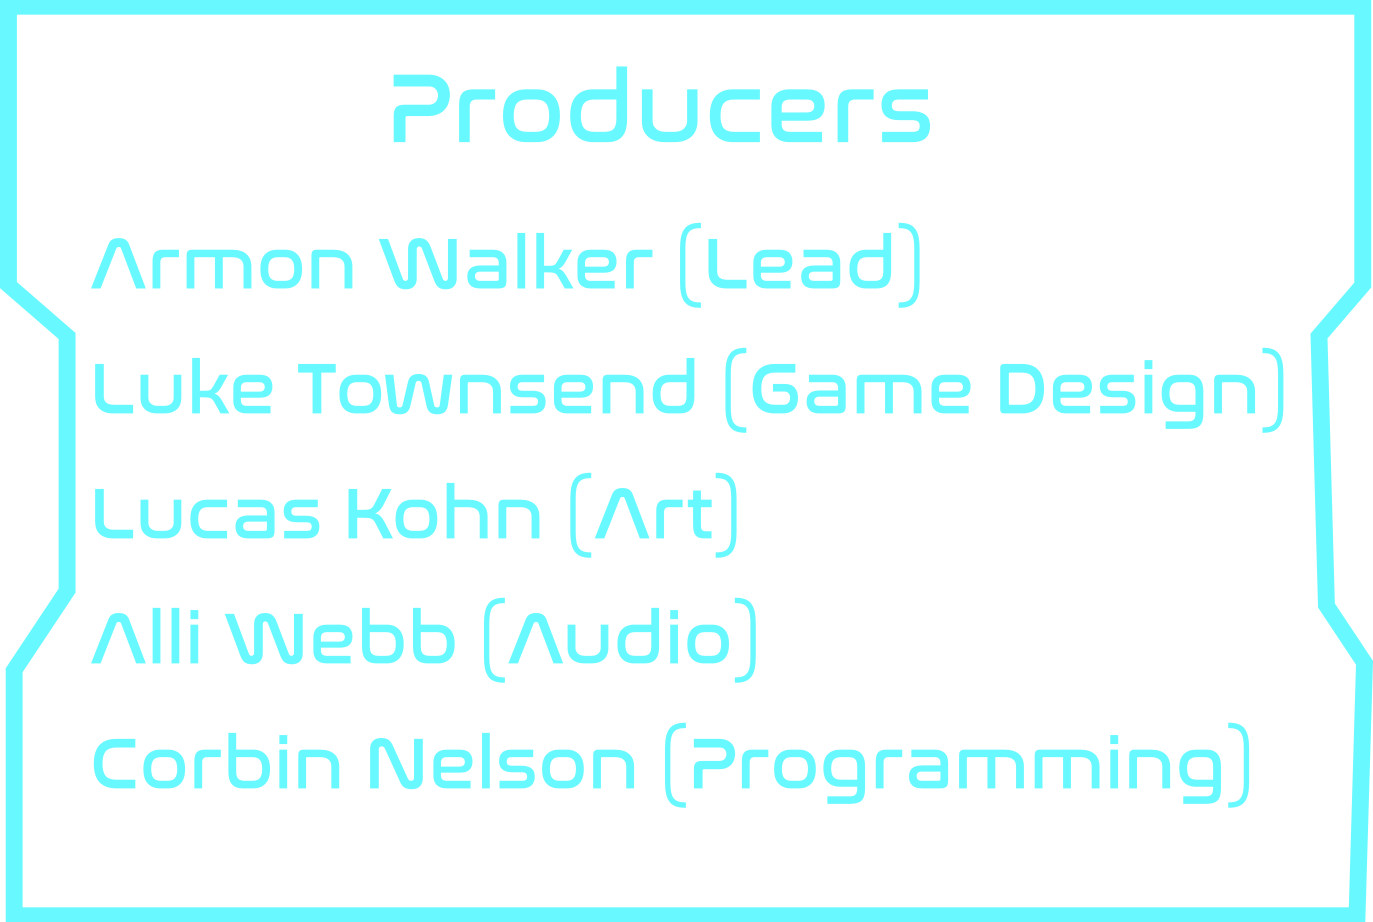 Producers
Armon Walker (Lead)
Luke Townsend (Game Design)
Lucas Kohn (Art)
Alli Webb (Audio)
Corbin Nelson (Programming)